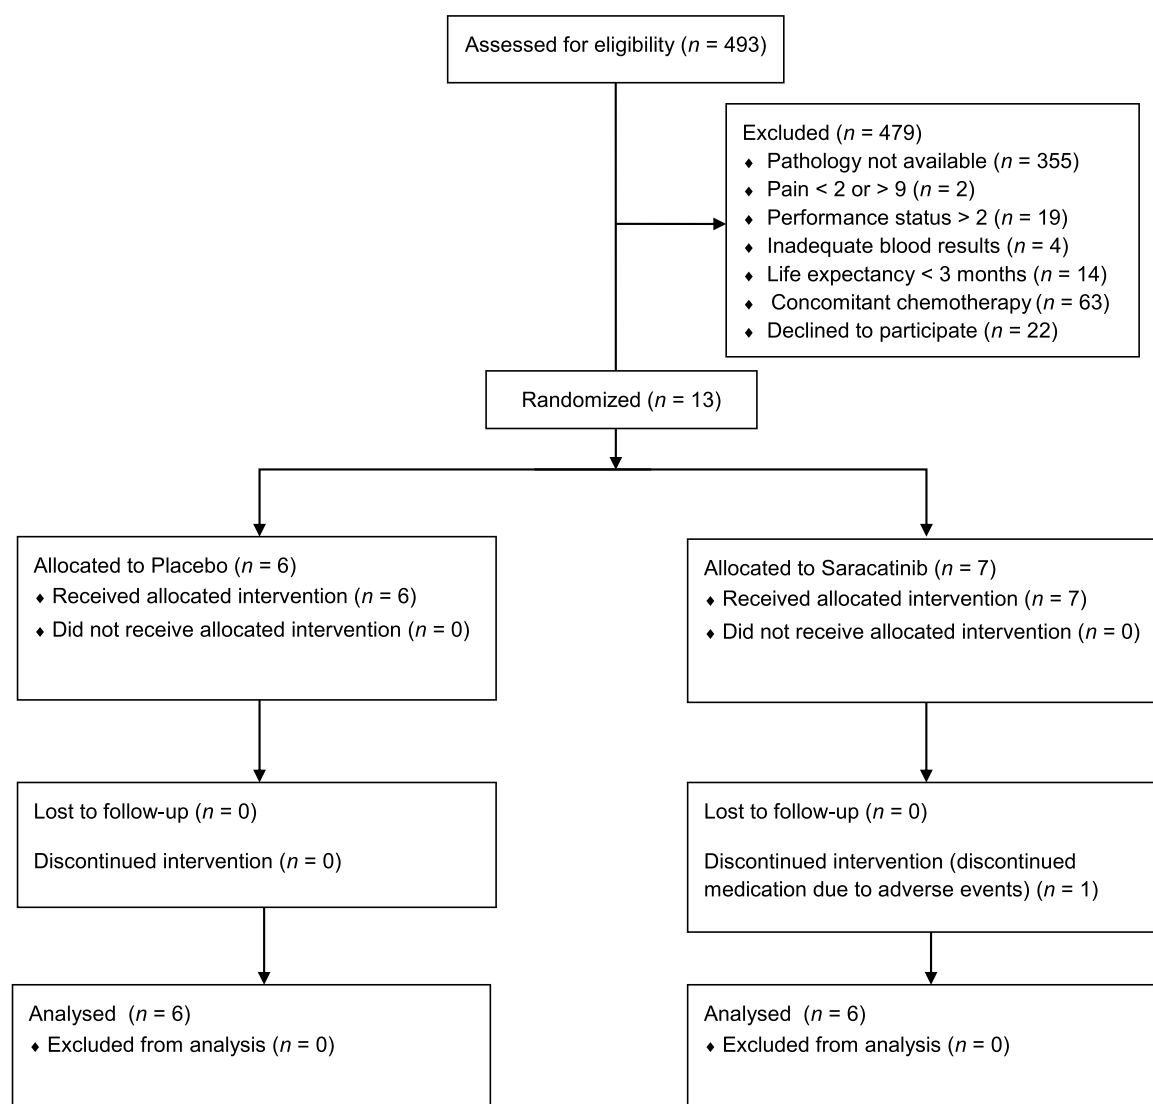 Assessed for eligibility (n = 493)
Excluded (n = 479)
♦ Pathology not available (n = 355)
♦ Pain < 2 or > 9 (n = 2)
♦ Performance status > 2 (n = 19)
♦ Inadequate blood results (n = 4)
♦ Life expectancy < 3 months (n = 14)
♦ Concomitant chemotherapy (n = 63)
♦ Declined to participate (n = 22)
Randomized (n = 13)
Allocated to Placebo (n = 6)
♦ Received allocated intervention (n = 6)
♦ Did not receive allocated intervention (n = 0)
Allocated to Saracatinib (n = 7)
♦ Received allocated intervention (n = 7)
♦ Did not receive allocated intervention (n = 0)
Lost to follow-up (n = 0)
Discontinued intervention (n = 0)
Lost to follow-up (n = 0)
Discontinued intervention (discontinued
medication due to adverse events) (n = 1)
Analysed (n = 6)
♦ Excluded from analysis (n = 0)
Analysed (n = 6)
♦ Excluded from analysis (n = 0)